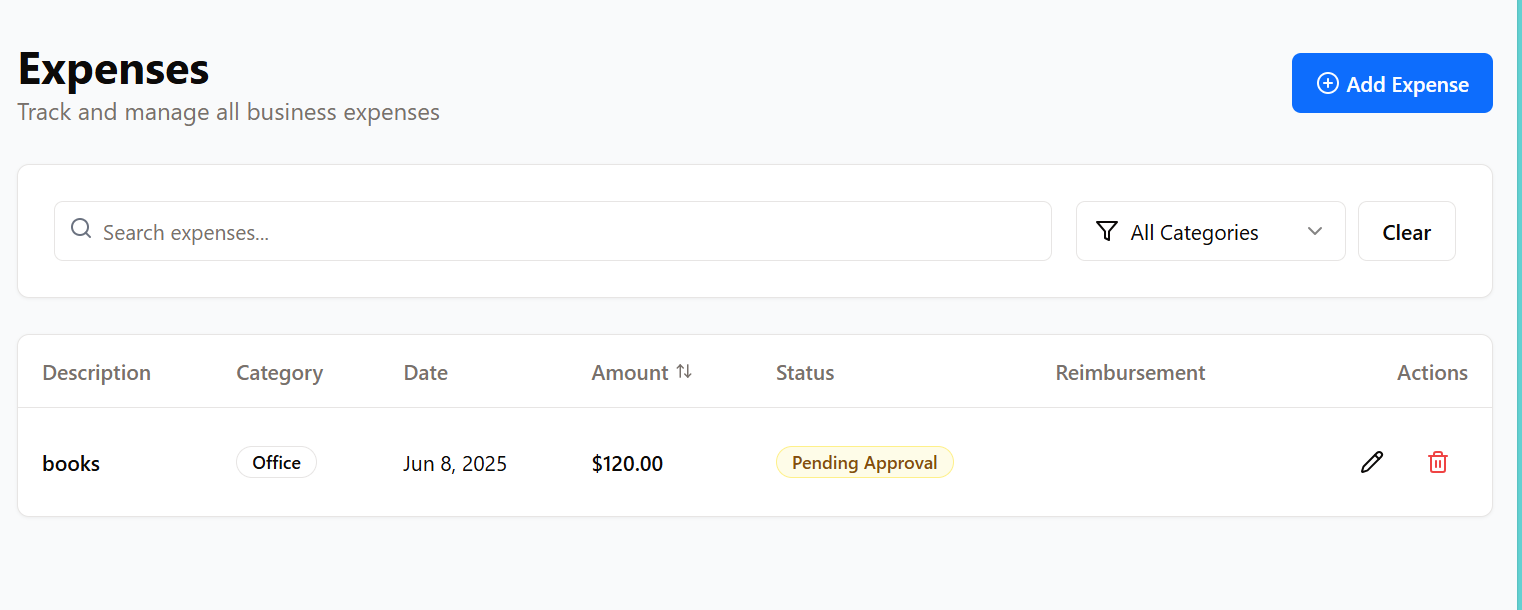 Expenses
Track and manage all business expenses
Add Expense
Search expenses...
All Categories
Clear
Description Category Date Amount Status Reimbursement Actions
books Office Jun 8, 2025 $120.00 Pending Approval